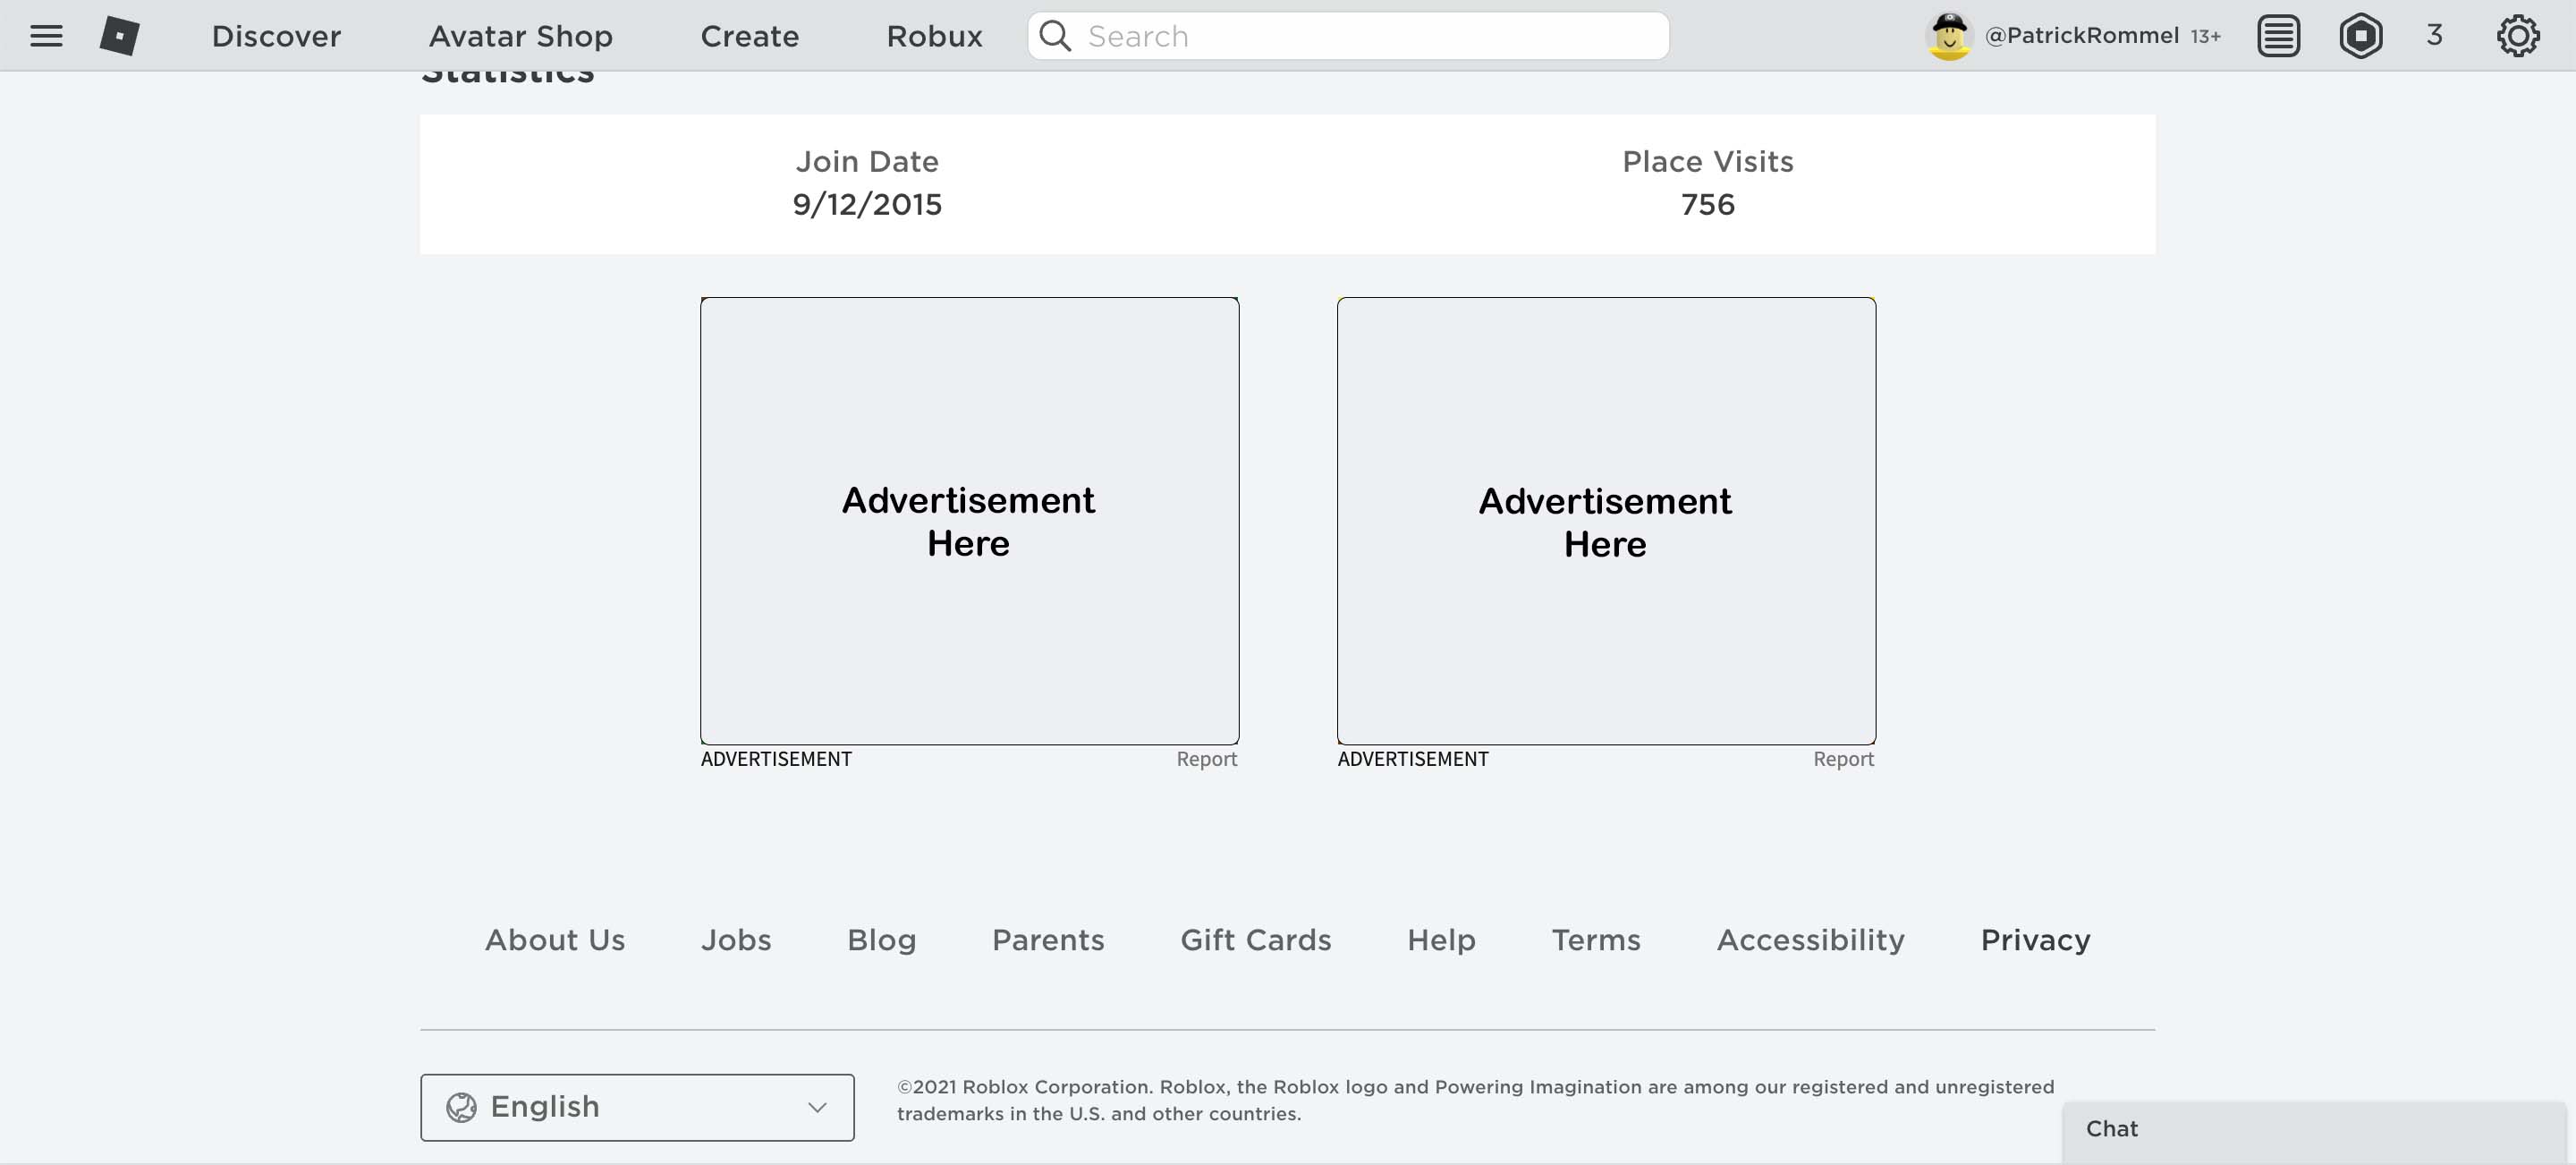 Discover Avatar Shop Create Robux Search @PatrickRommel 13+ 3
Statistics
Join Date Place Visits
9/12/2015 756
Advertisement
Here
Advertisement
Here
ADVERTISEMENT Report ADVERTISEMENT Report
About Us Jobs Blog Parents Gift Cards Help Terms Accessibility Privacy
English
©2021 Roblox Corporation. Roblox, the Roblox logo and Powering Imagination are among our registered and unregistered
trademarks in the U.S. and other countries.
Chat